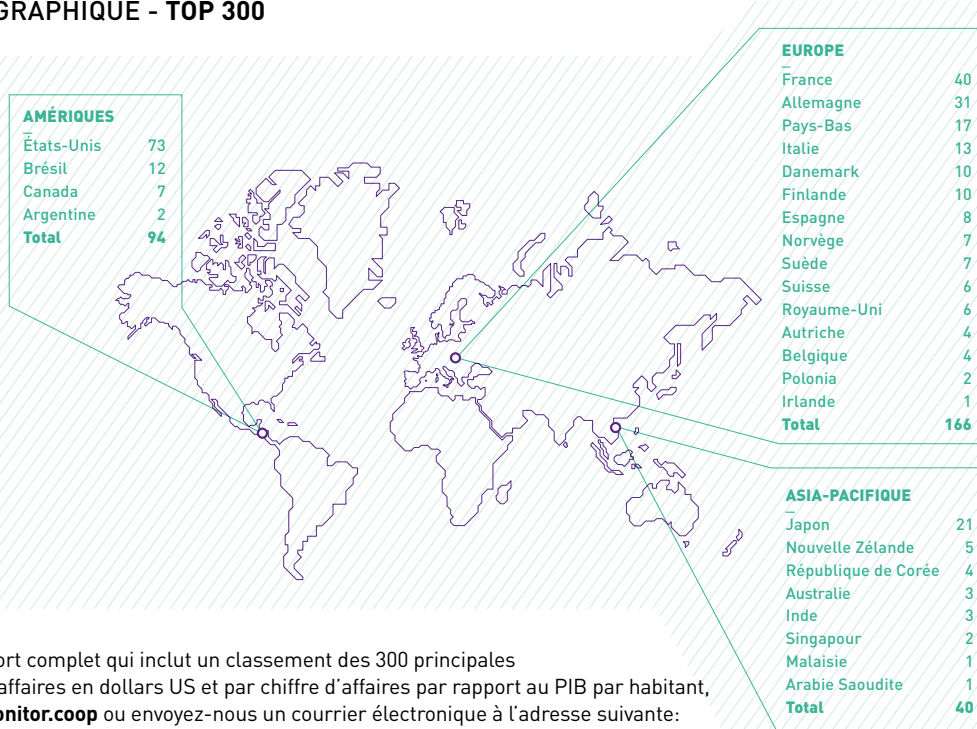 GRAPHIQUE - TOP 300
AMÉRIQUES
États-Unis 73
Brésil 12
Canada 7
Argentine 2
Total 94
EUROPE
France 40
Allemagne 31
Pays-Bas 17
Italie 13
Danemark 10
Finlande 10
Espagne 8
Norvège 7
Suède 7
Suisse 6
Royaume-Uni 6
Autriche 4
Belgique 4
Polonia 2
Irlande 1
Total 166
ASIA-PACIFIQUE
Japon 21
Nouvelle Zélande 5
République de Corée 4
Australie 3
Inde 3
Singapour 2
Malaisie 1
Arabie Saoudite 1
Total 40
ort complet qui inclut un classement des 300 principales
affaires en dollars US et par chiffre d'affaires par rapport au PIB par habitant,
onitor.coop ou envoyez-nous un courrier électronique à l'adresse suivante: